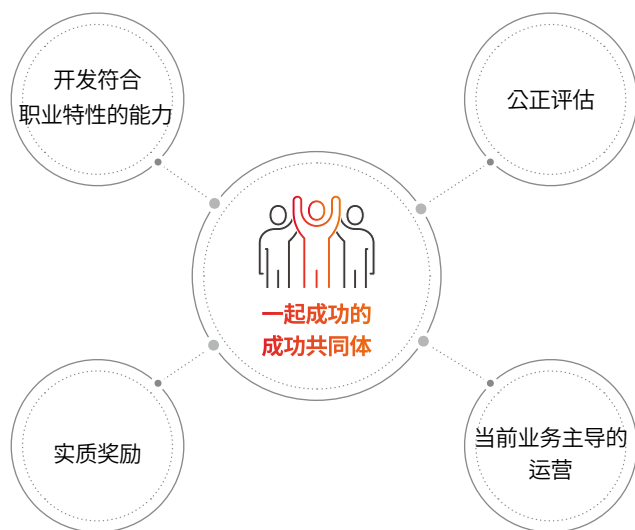 开发符合
职业特性的能力
公正评估
一起成功的
成功共同体
实质奖励
当前业务主导的
运营